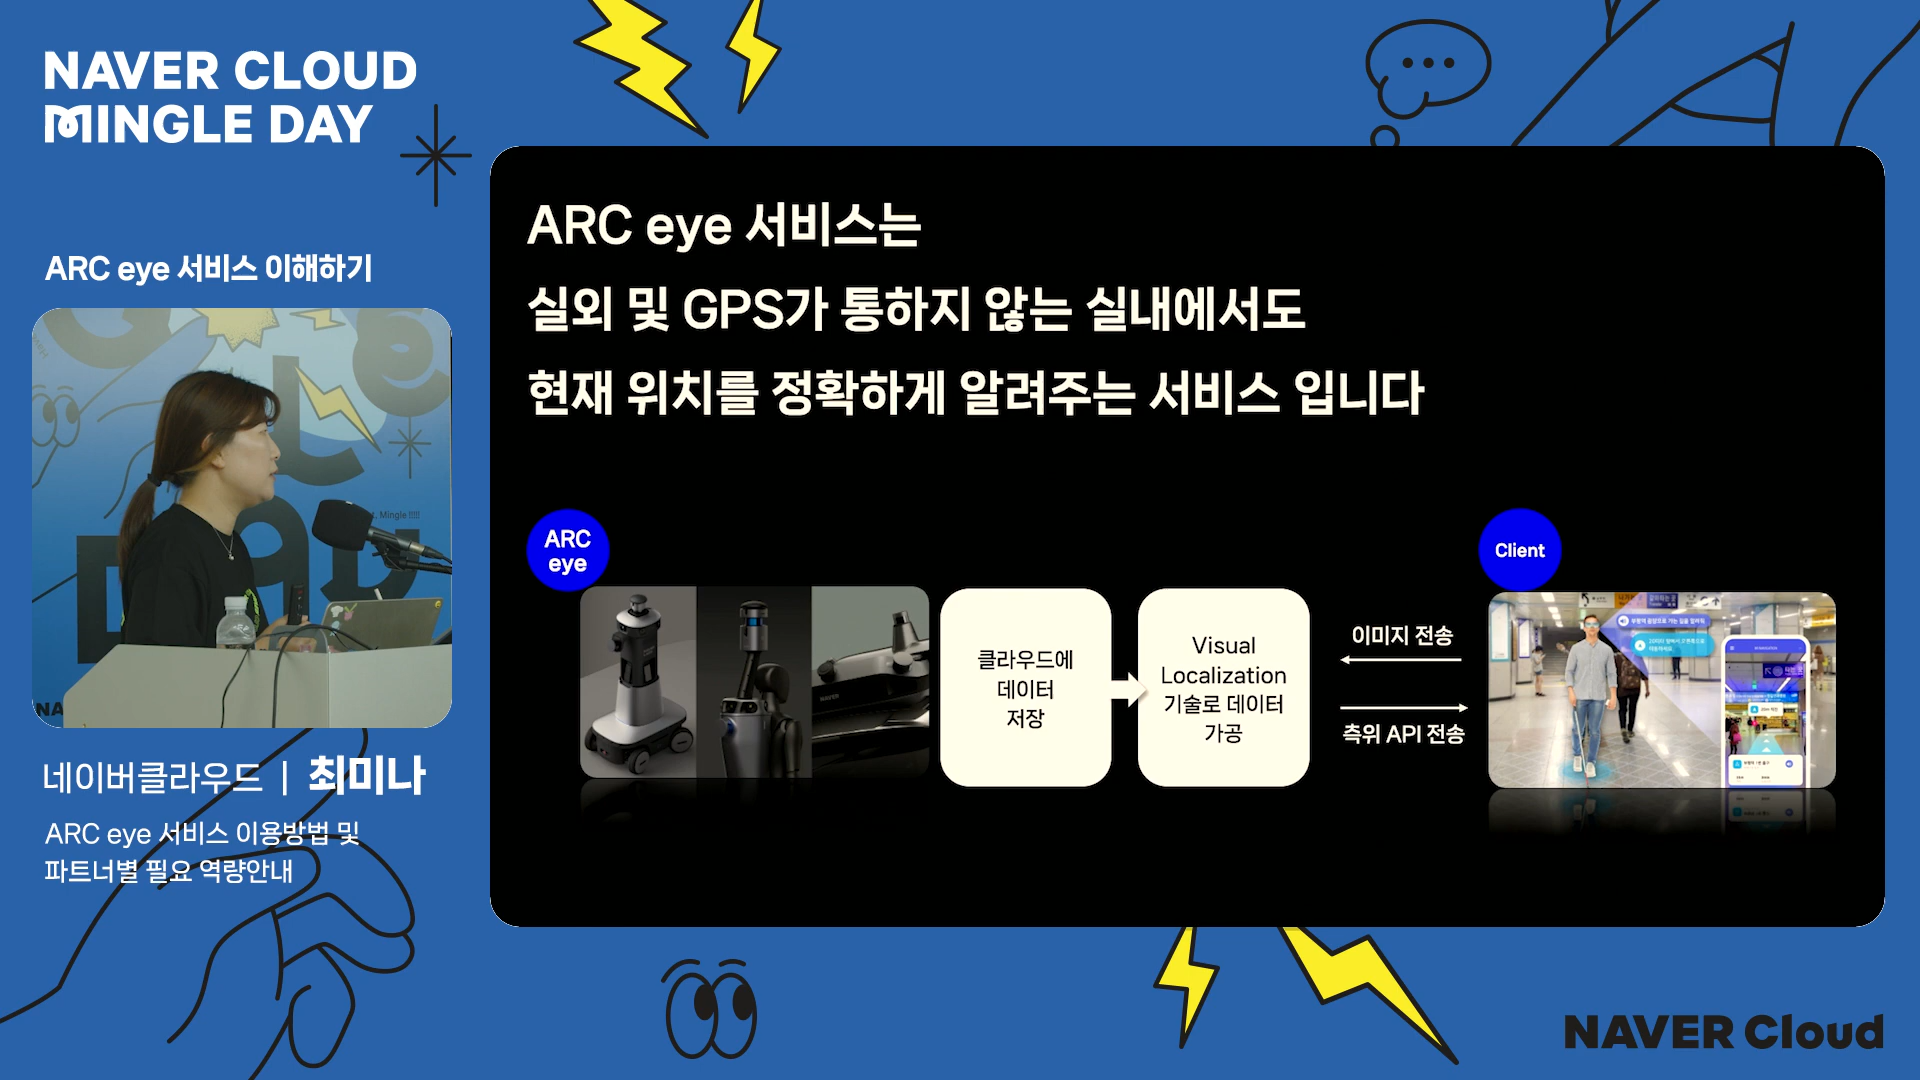 NAVER CLOUD
MINGLE DAY
ARC eye 서비스 이해하기
네이버클라우드 | 최미나
ARC eye 서비스 이용방법 및
파트너별 필요 역량안내
ARC eye 서비스는
실외 및 GPS가 통하지 않는 실내에서도
현재 위치를 정확하게 알려주는 서비스 입니다
ARC
eye
NAVER
클라우드에
데이터
저장
Visual
Localization
기술로 데이터
가공
이미지 전송
측위 API 전송
Client
NAVER Cloud